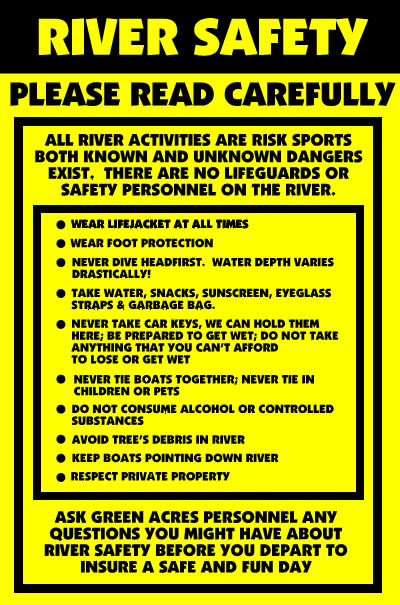 RIVER SAFETY
PLEASE READ CAREFULLY
ALL RIVER ACTIVITIES ARE RISK SPORTS
BOTH KNOWN AND UNKNOWN DANGERS
EXIST. THERE ARE NO LIFEGUARDS OR
SAFETY PERSONNEL ON THE RIVER.
● WEAR LIFEJACKET AT ALL TIMES
● WEAR FOOT PROTECTION
● NEVER DIVE HEADFIRST. WATER DEPTH VARIES
DRASTICALLY!
● TAKE WATER, SNACKS, SUNSCREEN, EYEGLASS
STRAPS & GARBAGE BAG.
● NEVER TAKE CAR KEYS, WE CAN HOLD THEM
HERE; BE PREPARED TO GET WET; DO NOT TAKE
ANYTHING THAT YOU CAN'T AFFORD
TO LOSE OR GET WET
● NEVER TIE BOATS TOGETHER; NEVER TIE IN
CHILDREN OR PETS
● DO NOT CONSUME ALCOHOL OR CONTROLLED
SUBSTANCES
● AVOID TREE'S DEBRIS IN RIVER
● KEEP BOATS POINTING DOWN RIVER
● RESPECT PRIVATE PROPERTY
ASK GREEN ACRES PERSONNEL ANY
QUESTIONS YOU MIGHT HAVE ABOUT
RIVER SAFETY BEFORE YOU DEPART TO
INSURE A SAFE AND FUN DAY